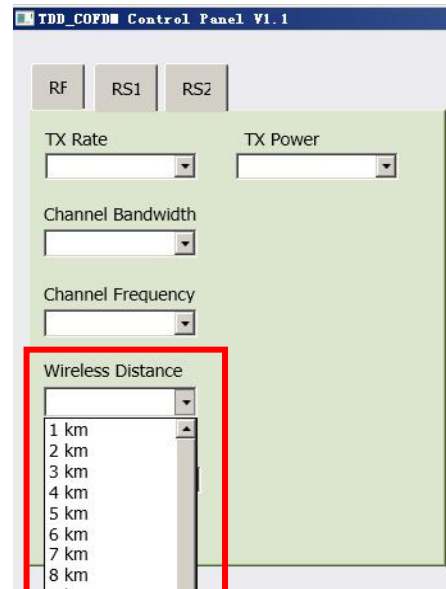 TDD_COFDM Control Panel V1.1
RF RS1 RS2
TX Rate TX Power
Channel Bandwidth
Channel Frequency
Wireless Distance
1 km
2 km
3 km
4 km
5 km
6 km
7 km
8 km